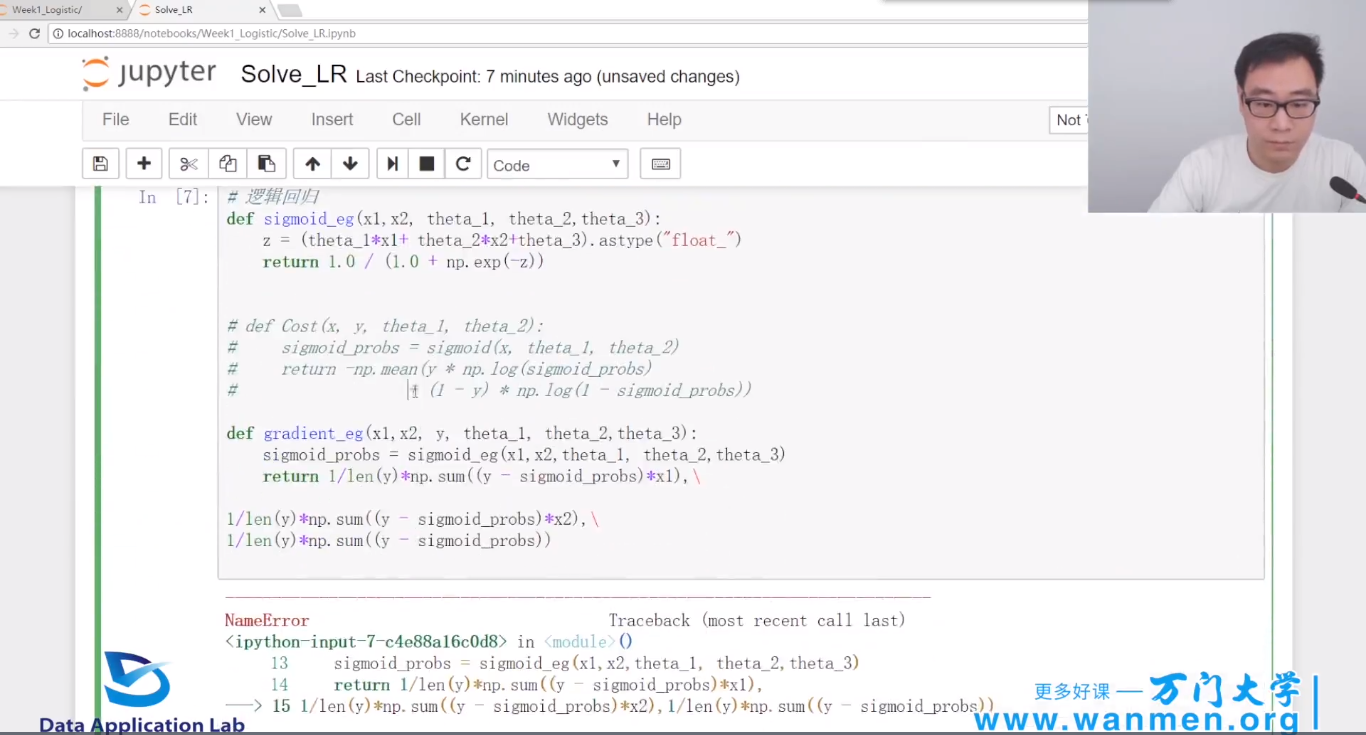 Week1_Logistic/
Solve_LR
localhost:8888/notebooks/Week1_Logistic/Solve_LR.ipynb
jupyter Solve_LR Last Checkpoint: 7 minutes ago (unsaved changes)
File Edit View Insert Cell Kernel Widgets Help
Not
Code
In [7]:
# 逻辑回归
def sigmoid_eg(x1,x2, theta_1, theta_2,theta_3):
    z = (theta_1*x1+ theta_2*x2+theta_3).astype("float_")
    return 1.0 / (1.0 + np.exp(-z))
# def Cost(x, y, theta_1, theta_2):
#     sigmoid_probs = sigmoid(x, theta_1, theta_2)
#     return -np.mean(y * np.log(sigmoid_probs)
#                   + (1 - y) * np.log(1 - sigmoid_probs))
def gradient_eg(x1,x2, y, theta_1, theta_2,theta_3):
    sigmoid_probs = sigmoid_eg(x1,x2,theta_1, theta_2,theta_3)
    return 1/len(y)*np.sum((y - sigmoid_probs)*x1),\
1/len(y)*np.sum((y - sigmoid_probs)*x2),\
1/len(y)*np.sum((y - sigmoid_probs))
NameError                                 Traceback (most recent call last)
<ipython-input-7-c4e88a16c0d8> in <module>()
     13     sigmoid_probs = sigmoid_eg(x1,x2,theta_1, theta_2,theta_3)
     14     return 1/len(y)*np.sum((y - sigmoid_probs)*x1),
---> 15 1/len(y)*np.sum((y - sigmoid_probs)*x2),1/len(y)*np.sum((y - sigmoid_probs))
Data Application Lab
更多好课 — 万门大学
www.wanmen.org